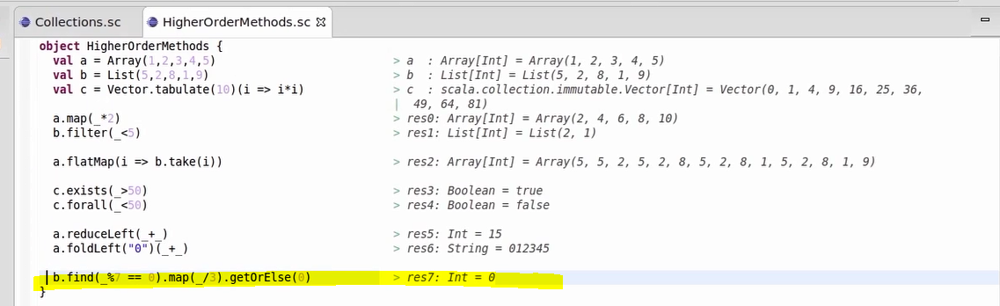 Collections.sc HigherOrderMethods.sc
object HigherOrderMethods {
val a = Array(1,2,3,4,5) > a : Array[Int] = Array(1, 2, 3, 4, 5)
val b = List(5,2,8,1,9) > b : List[Int] = List(5, 2, 8, 1, 9)
val c = Vector.tabulate(10)(i => i*i) > c : scala.collection.immutable.Vector[Int] = Vector(0, 1, 4, 9, 16, 25, 36,
| 49, 64, 81)
a.map(_*2) > res0: Array[Int] = Array(2, 4, 6, 8, 10)
b.filter(_<5) > res1: List[Int] = List(2, 1)
a.flatMap(i => b.take(i)) > res2: Array[Int] = Array(5, 5, 2, 5, 2, 8, 5, 2, 8, 1, 5, 2, 8, 1, 9)
c.exists(_>50) > res3: Boolean = true
c.forall(_<50) > res4: Boolean = false
a.reduceLeft(_+_) > res5: Int = 15
a.foldLeft("0")(_+_) > res6: String = 012345
b.find(_%7 == 0).map(_/3).getOrElse(0) > res7: Int = 0
}